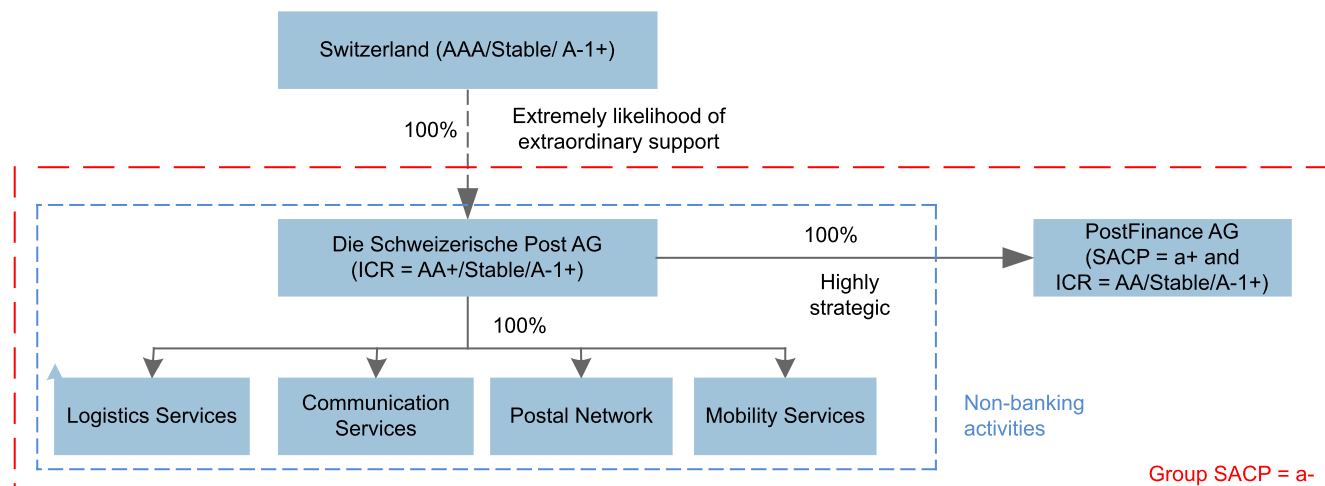 Switzerland (AAA/Stable/ A-1+)
100%
Extremely likelihood of
extraordinary support
Die Schweizerische Post AG
(ICR = AA+/Stable/A-1+)
100%
Highly
strategic
PostFinance AG
(SACP = a+ and
ICR = AA/Stable/A-1+)
100%
Logistics Services
Communication
Services
Postal Network
Mobility Services
Non-banking
activities
Group SACP = a-